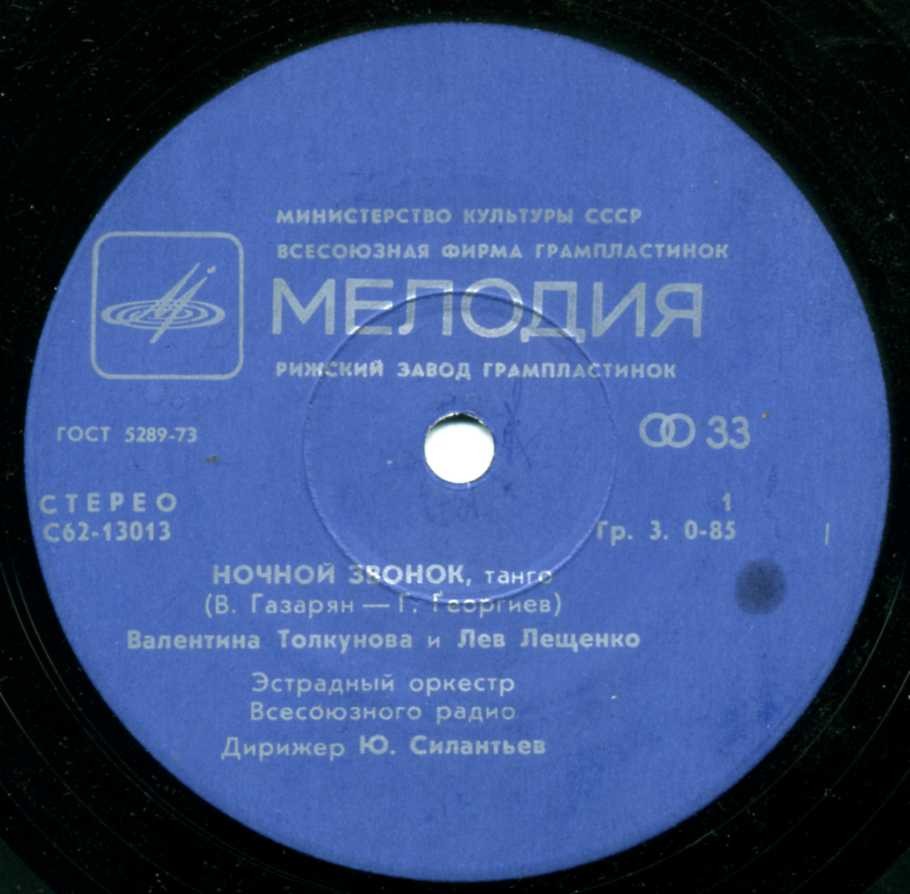 МИНИСТЕРСТВО КУЛЬТУРЫ СССР
ВСЕСОЮЗНАЯ ФИРМА ГРАМПЛАСТИНОК
МЕЛОДИЯ
РИЖСКИЙ ЗАВОД ГРАМПЛАСТИНОК
ГОСТ 5289-73
33
СТЕРЕО
1
С62-13013
Гр. 3. 0-85
НОЧНОЙ ЗВОНОК, танго
(В. Газарян — Г. Георгиев)
Валентина Толкунова и Лев Лещенко
Эстрадный оркестр
Всесоюзного радио
Дирижер Ю. Силантьев